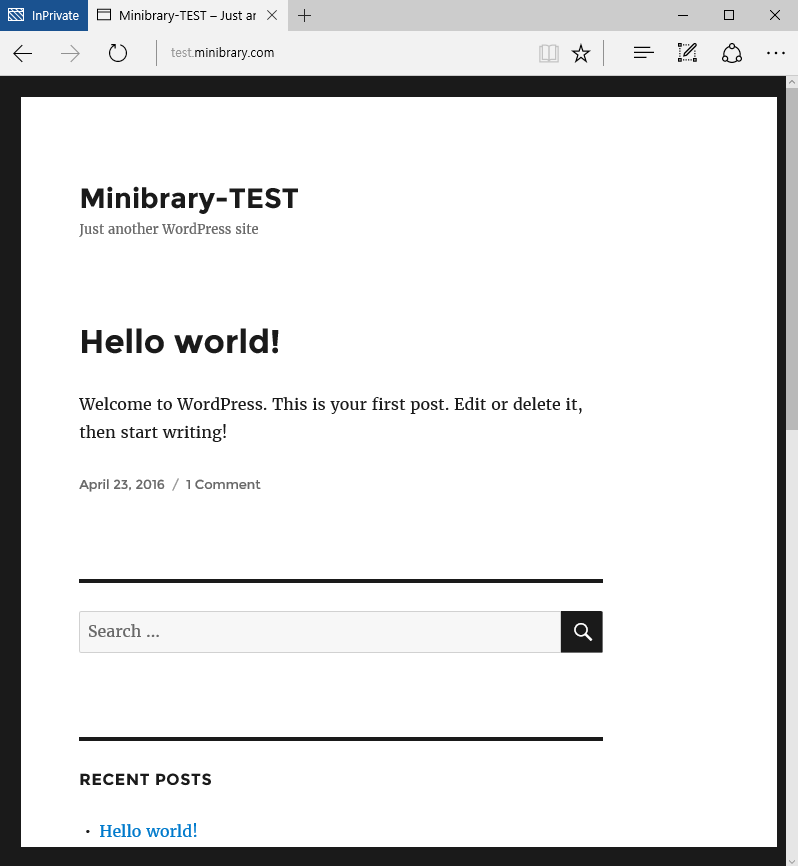 InPrivate
Minibrary-TEST – Just ar
test.minibrary.com
Minibrary-TEST
Just another WordPress site
Hello world!
Welcome to WordPress. This is your first post. Edit or delete it,
then start writing!
April 23, 2016 / 1 Comment
Search ...
RECENT POSTS
• Hello world!